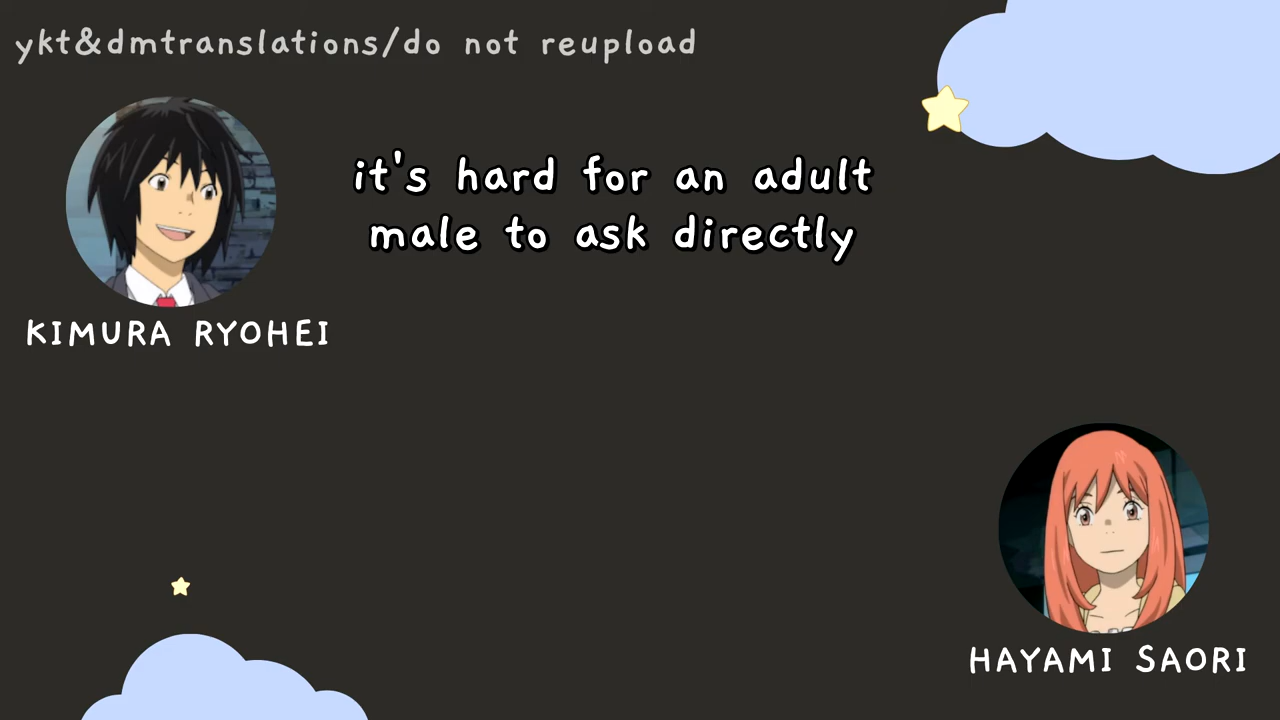 ykt&dmtranslations/do not reupload
it's hard for an adult
male to ask directly
KIMURA RYOHEI
HAYAMI SAORI